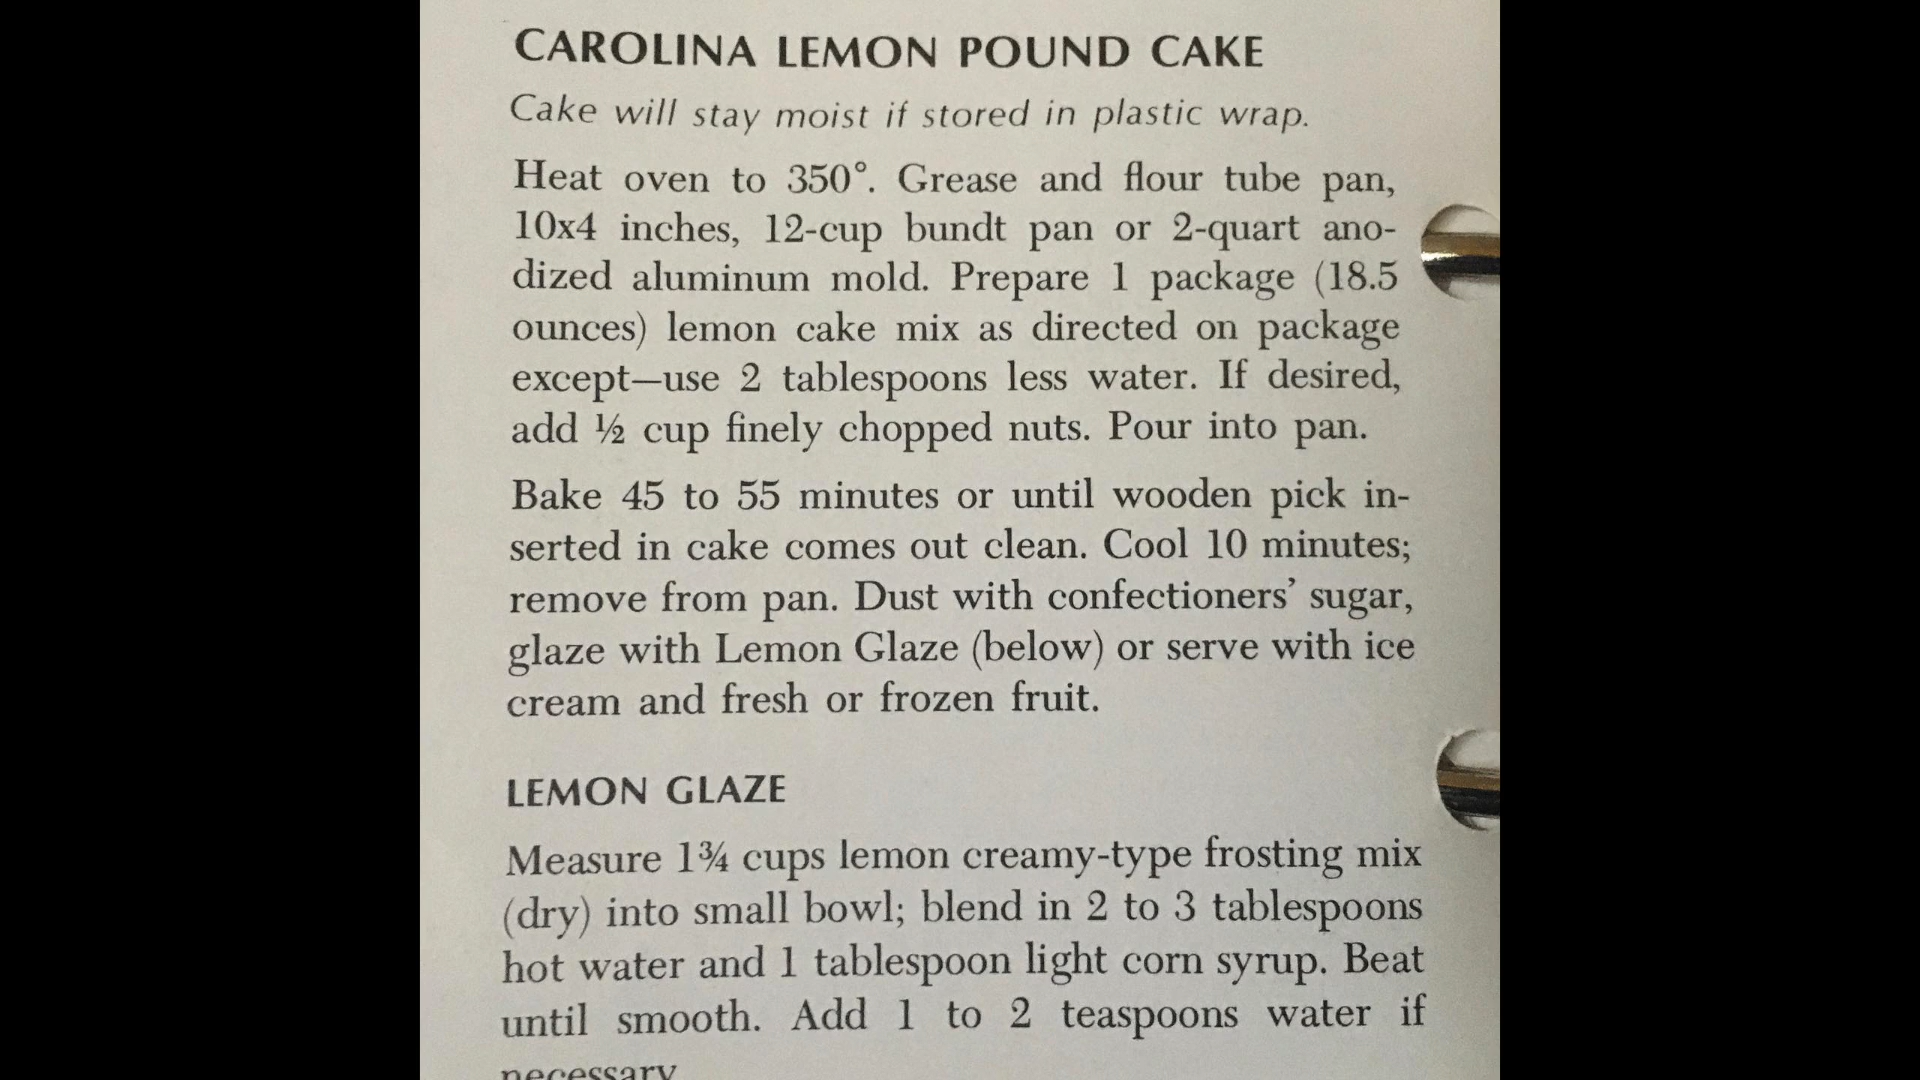 CAROLINA LEMON POUND CAKE
Cake will stay moist if stored in plastic wrap.
Heat oven to 350°. Grease and flour tube pan,
10x4 inches, 12-cup bundt pan or 2-quart ano-
dized aluminum mold. Prepare 1 package (18.5
ounces) lemon cake mix as directed on package
except—use 2 tablespoons less water. If desired,
add ½ cup finely chopped nuts. Pour into pan.
Bake 45 to 55 minutes or until wooden pick in-
serted in cake comes out clean. Cool 10 minutes;
remove from pan. Dust with confectioners’ sugar,
glaze with Lemon Glaze (below) or serve with ice
cream and fresh or frozen fruit.
LEMON GLAZE
Measure 1¾ cups lemon creamy-type frosting mix
(dry) into small bowl; blend in 2 to 3 tablespoons
hot water and 1 tablespoon light corn syrup. Beat
until smooth. Add 1 to 2 teaspoons water if
necessary